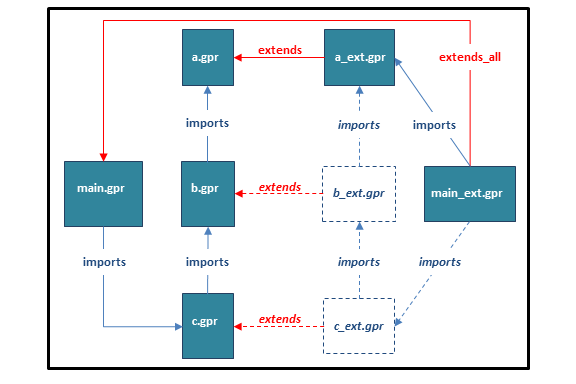 a.gpr
extends
a_ext.gpr
extends_all
imports
imports
imports
main.gpr
b.gpr
extends
b_ext.gpr
main_ext.gpr
imports
imports
imports
imports
c.gpr
extends
c_ext.gpr